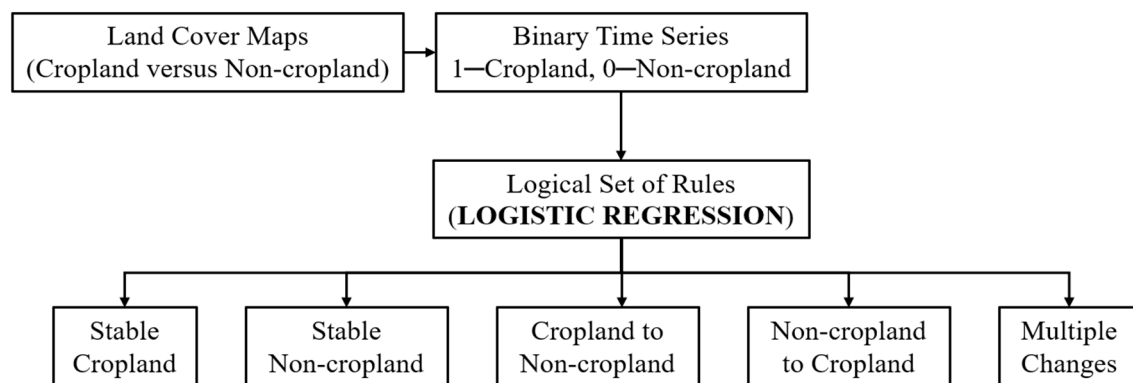 Land Cover Maps
(Cropland versus Non-cropland)
Binary Time Series
1—Cropland, 0—Non-cropland
Logical Set of Rules
(LOGISTIC REGRESSION)
Stable
Cropland
Stable
Non-cropland
Cropland to
Non-cropland
Non-cropland
to Cropland
Multiple
Changes